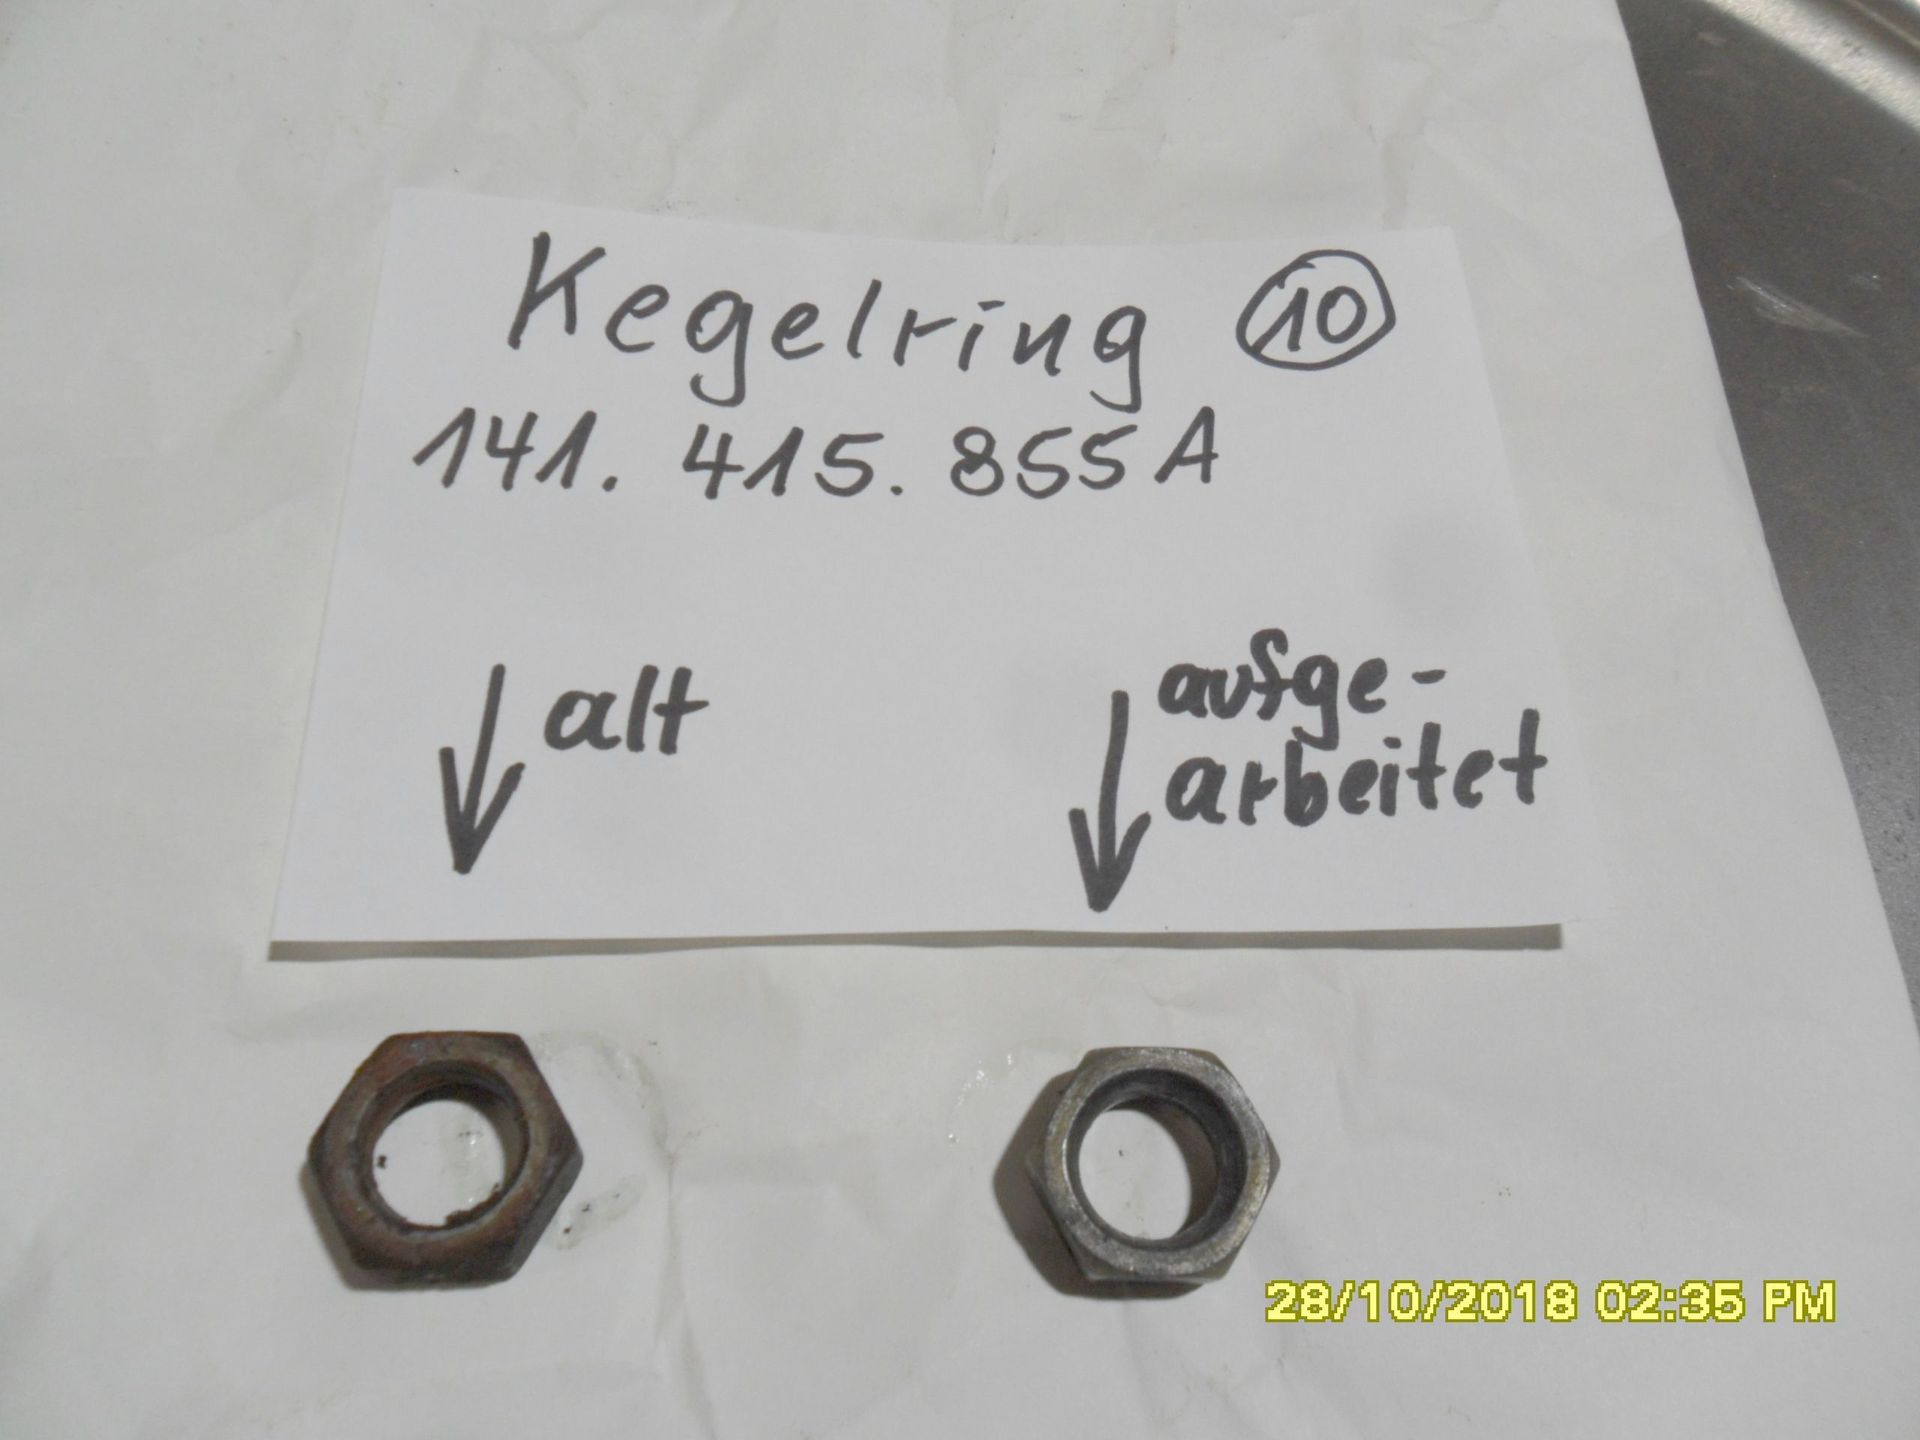 Kegelring 10
141. 415. 855 A
alt
aufge-
arbeitet
28/10/2018 02:35 PM